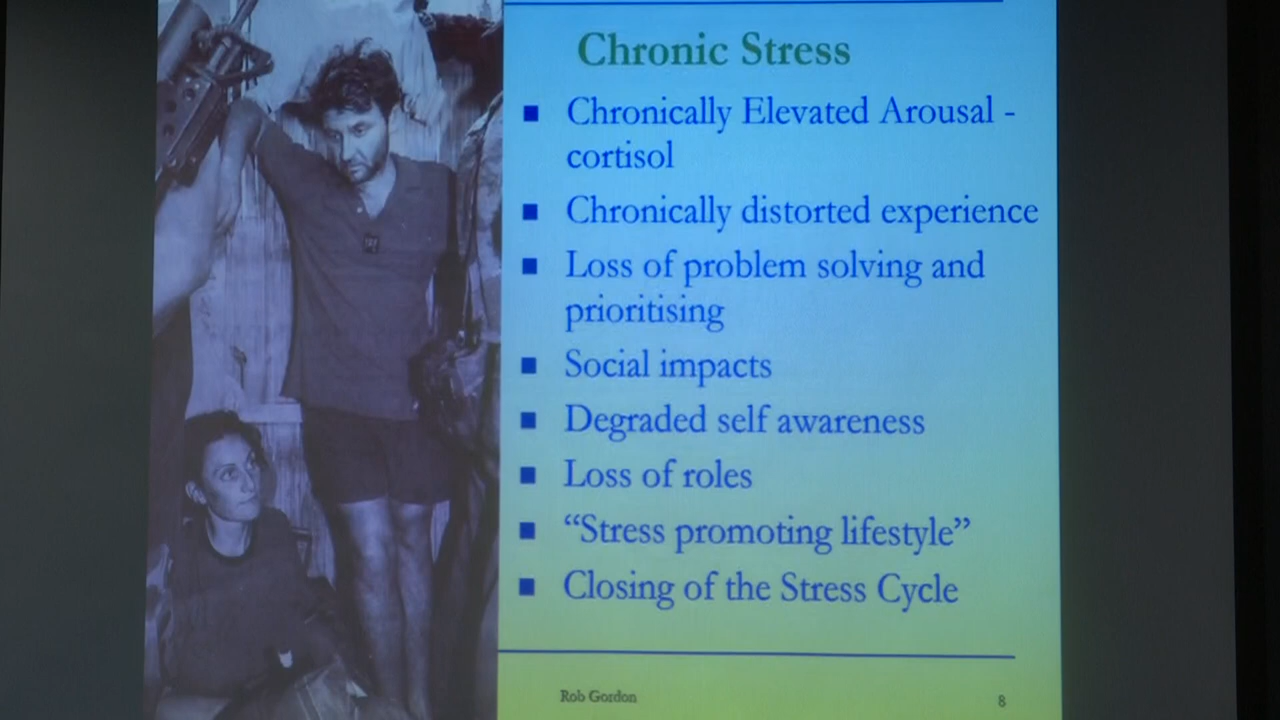 Chronic Stress
■ Chronically Elevated Arousal -
cortisol
■ Chronically distorted experience
■ Loss of problem solving and
prioritising
■ Social impacts
■ Degraded self awareness
■ Loss of roles
■ “Stress promoting lifestyle”
■ Closing of the Stress Cycle
Rob Gordon
8